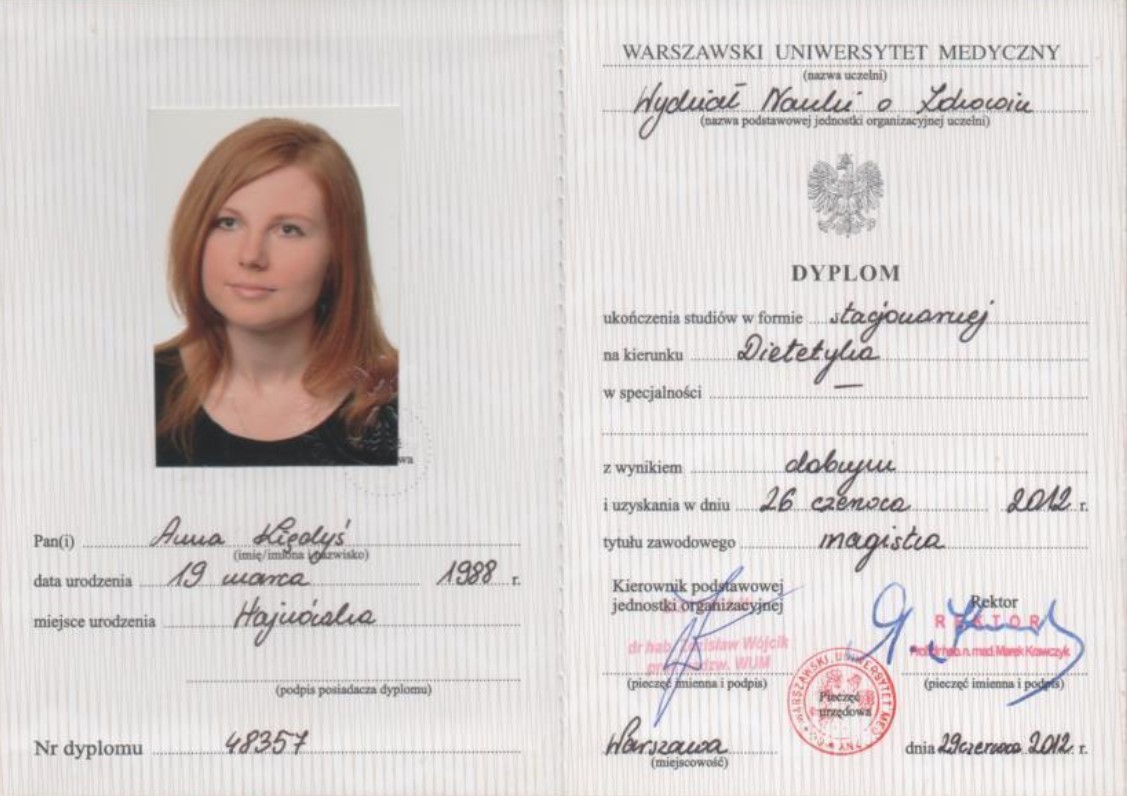 Pan(i) Anna Kigdyś
(imię/imiona i nazwisko)
data urodzenia 19 marca 1988 r.
miejsce urodzenia Hajnówka
(podpis posiadacza dyplomu)
Nr dyplomu 48357
WARSZAWSKI UNIWERSYTET MEDYCZNY
(nazwa uczelni)
Wydział Nauki o Zdrowiu
(nazwa podstawowej jednostki organizacyjnej uczelni)
DYPLOM
ukończenia studiów w formie stacjonarnej
na kierunku Dietetyka
w specjalności —
z wynikiem dobrym
i uzyskania w dniu 26 czerwca 2012 r.
tytułu zawodowego magistra
Kierownik podstawowej
jednostki organizacyjnej
dr hab. Zdzisław Wójcik
prof. nadzw. WUM
(pieczęć imienna i podpis)
Rektor
REKTOR
Prof. dr hab. n. med. Marek Krawczyk
(pieczęć imienna i podpis)
WARSZAWSKI UNIWERSYTET MEDYCZNY
Pieczęć
urzędowa
Warszawa
(miejscowość)
dnia 29 czerwca 2012 r.